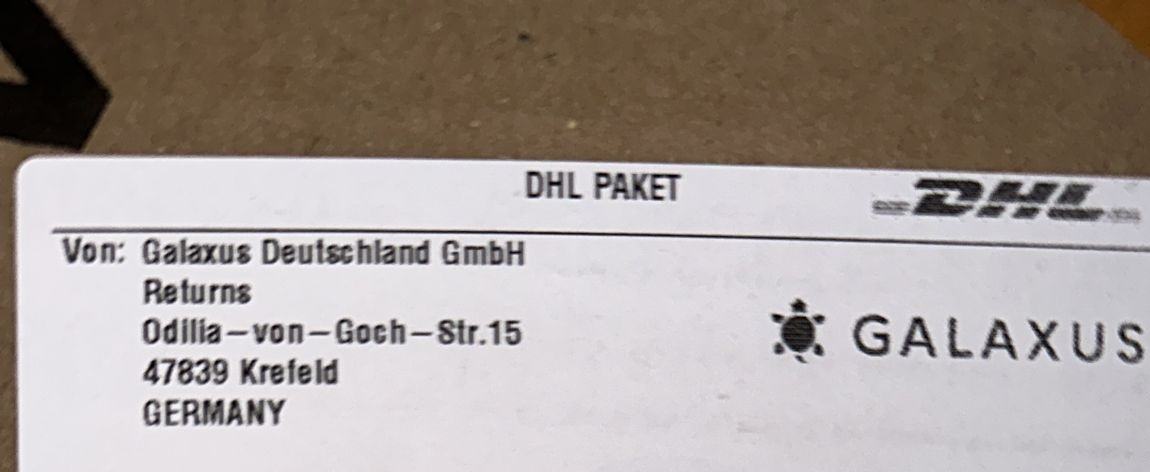 DHL PAKET
DHL
Von: Galaxus Deutschland GmbH
Returns
Odilia-von-Goch-Str.15
47839 Krefeld
GERMANY
GALAXUS